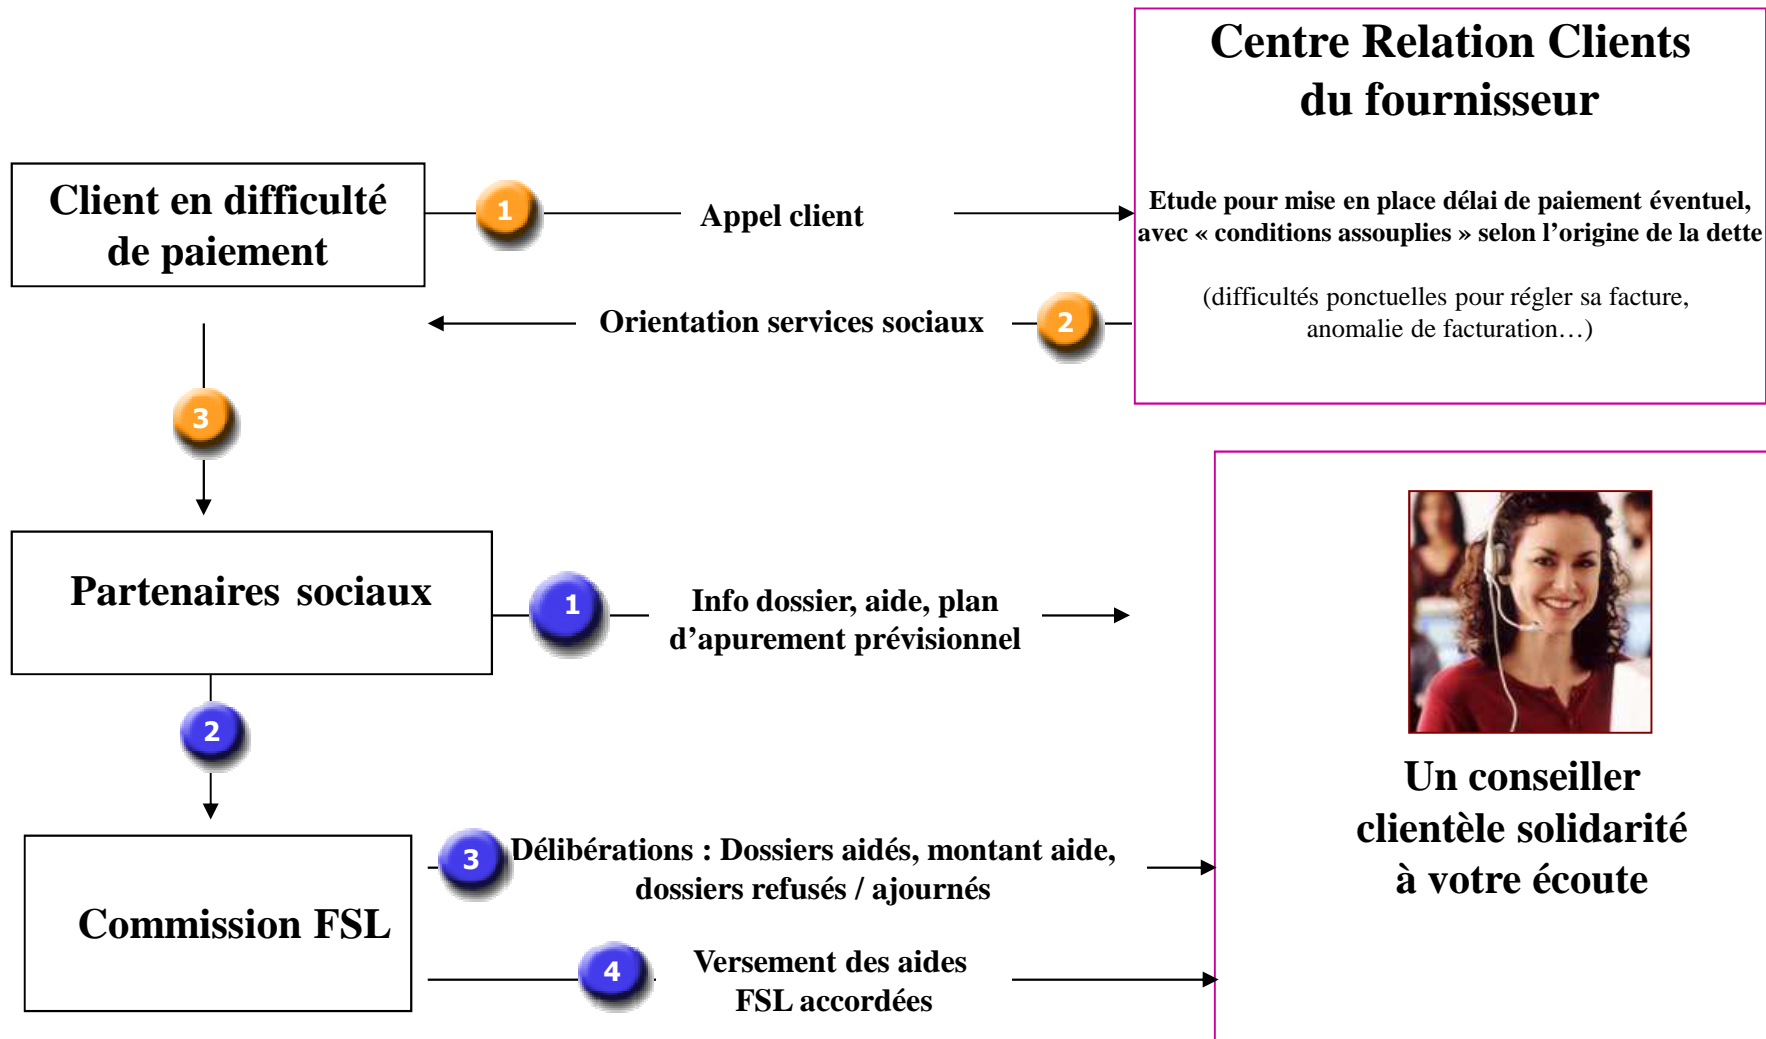 Centre Relation Clients
du fournisseur
Client en difficulté
de paiement
1
Appel client
Etude pour mise en place délai de paiement éventuel,
avec « conditions assouplies » selon l’origine de la dette
(difficultés ponctuelles pour régler sa facture,
anomalie de facturation…)
Orientation services sociaux
2
3
Partenaires sociaux
1
Info dossier, aide, plan
d’apurement prévisionnel
2
Un conseiller
clientèle solidarité
à votre écoute
Commission FSL
3
Délibérations : Dossiers aidés, montant aide,
dossiers refusés / ajournés
4
Versement des aides
FSL accordées